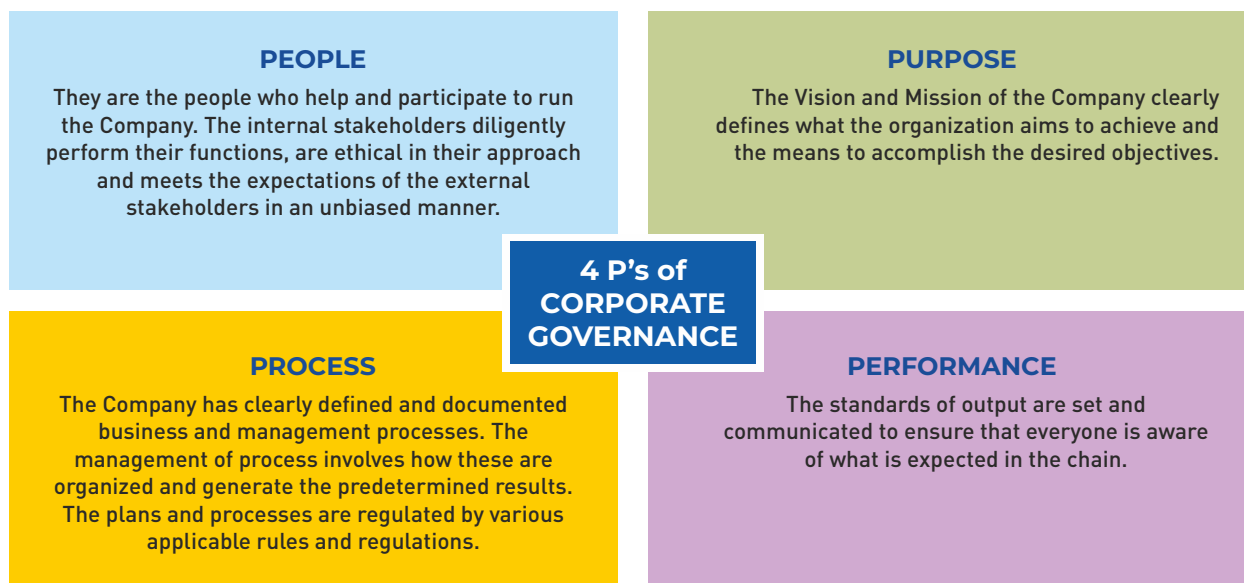 PEOPLE
They are the people who help and participate to run
the Company. The internal stakeholders diligently
perform their functions, are ethical in their approach
and meets the expectations of the external
stakeholders in an unbiased manner.
PURPOSE
The Vision and Mission of the Company clearly
defines what the organization aims to achieve and
the means to accomplish the desired objectives.
4 P’s of
CORPORATE
GOVERNANCE
PROCESS
The Company has clearly defined and documented
business and management processes. The
management of process involves how these are
organized and generate the predetermined results.
The plans and processes are regulated by various
applicable rules and regulations.
PERFORMANCE
The standards of output are set and
communicated to ensure that everyone is aware
of what is expected in the chain.